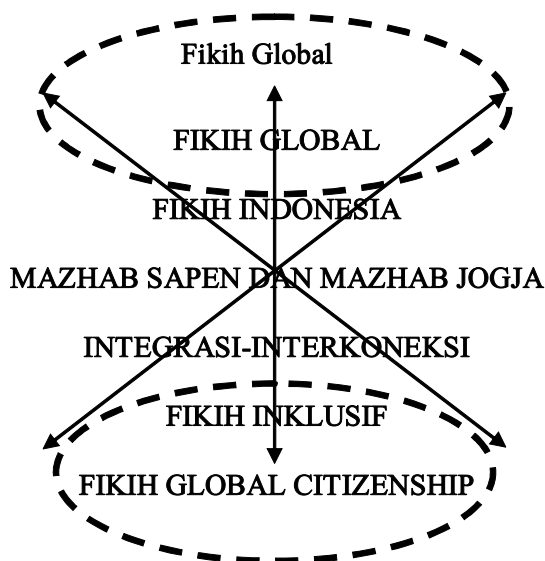 Fikih Global
FIKIH GLOBAL
FIKIH INDONESIA
MAZHAB SAPEN DAN MAZHAB JOGJA
INTEGRASI-INTERKONEKSI
FIKIH INKLUSIF
FIKIH GLOBAL CITIZENSHIP